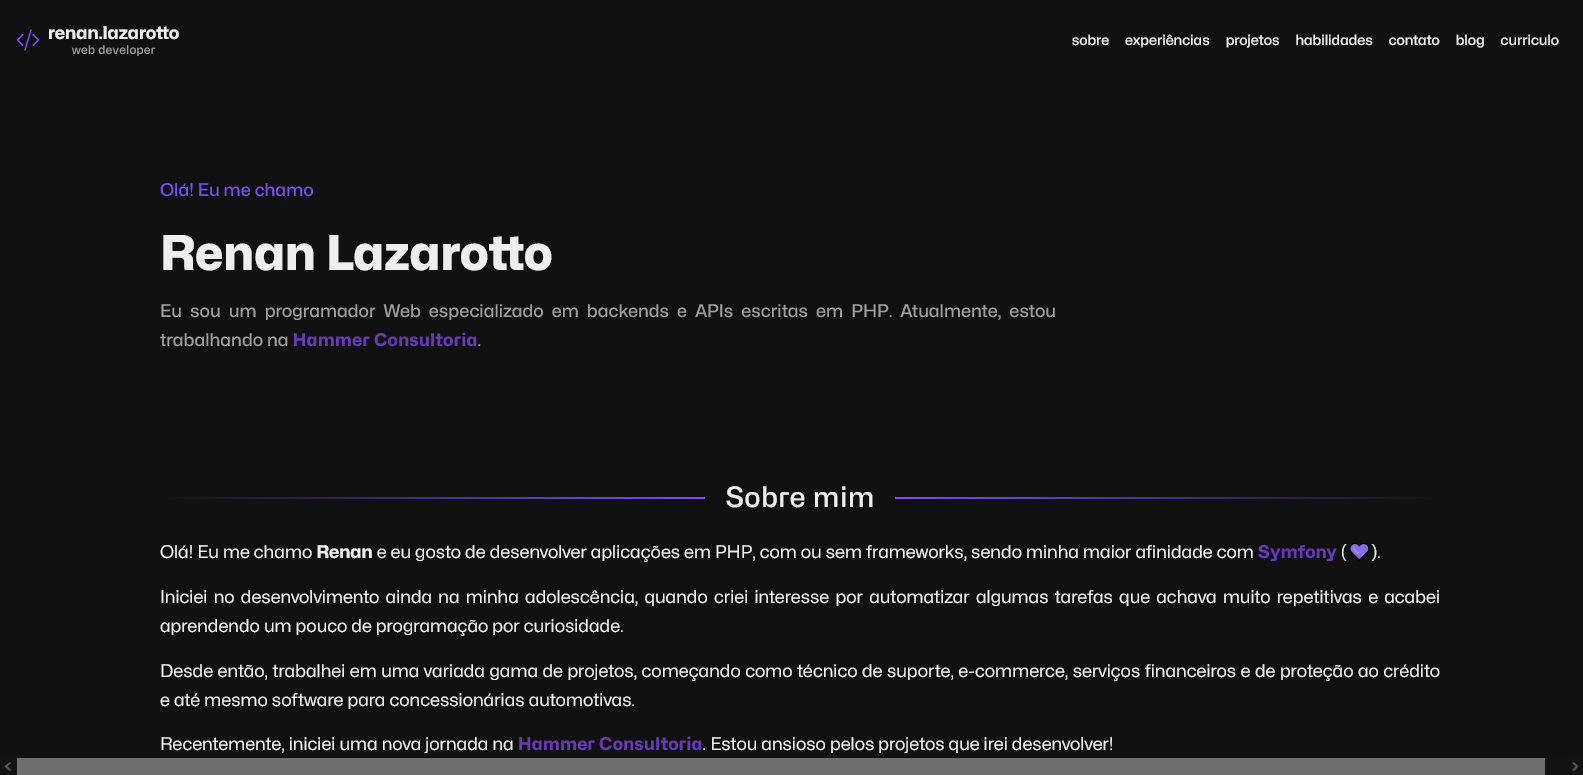 renan.lazarotto
web developer
sobre experiências projetos habilidades contato blog curriculo
Olá! Eu me chamo
Renan Lazarotto
Eu sou um programador Web especializado em backends e APIs escritas em PHP. Atualmente, estou
trabalhando na Hammer Consultoria.
Sobre mim
Olá! Eu me chamo Renan e eu gosto de desenvolver aplicações em PHP, com ou sem frameworks, sendo minha maior afinidade com Symfony (💜).
Iniciei no desenvolvimento ainda na minha adolescência, quando criei interesse por automatizar algumas tarefas que achava muito repetitivas e acabei
aprendendo um pouco de programação por curiosidade.
Desde então, trabalhei em uma variada gama de projetos, começando como técnico de suporte, e-commerce, serviços financeiros e de proteção ao crédito
e até mesmo software para concessionárias automotivas.
Recentemente, iniciei uma nova jornada na Hammer Consultoria. Estou ansioso pelos projetos que irei desenvolver!